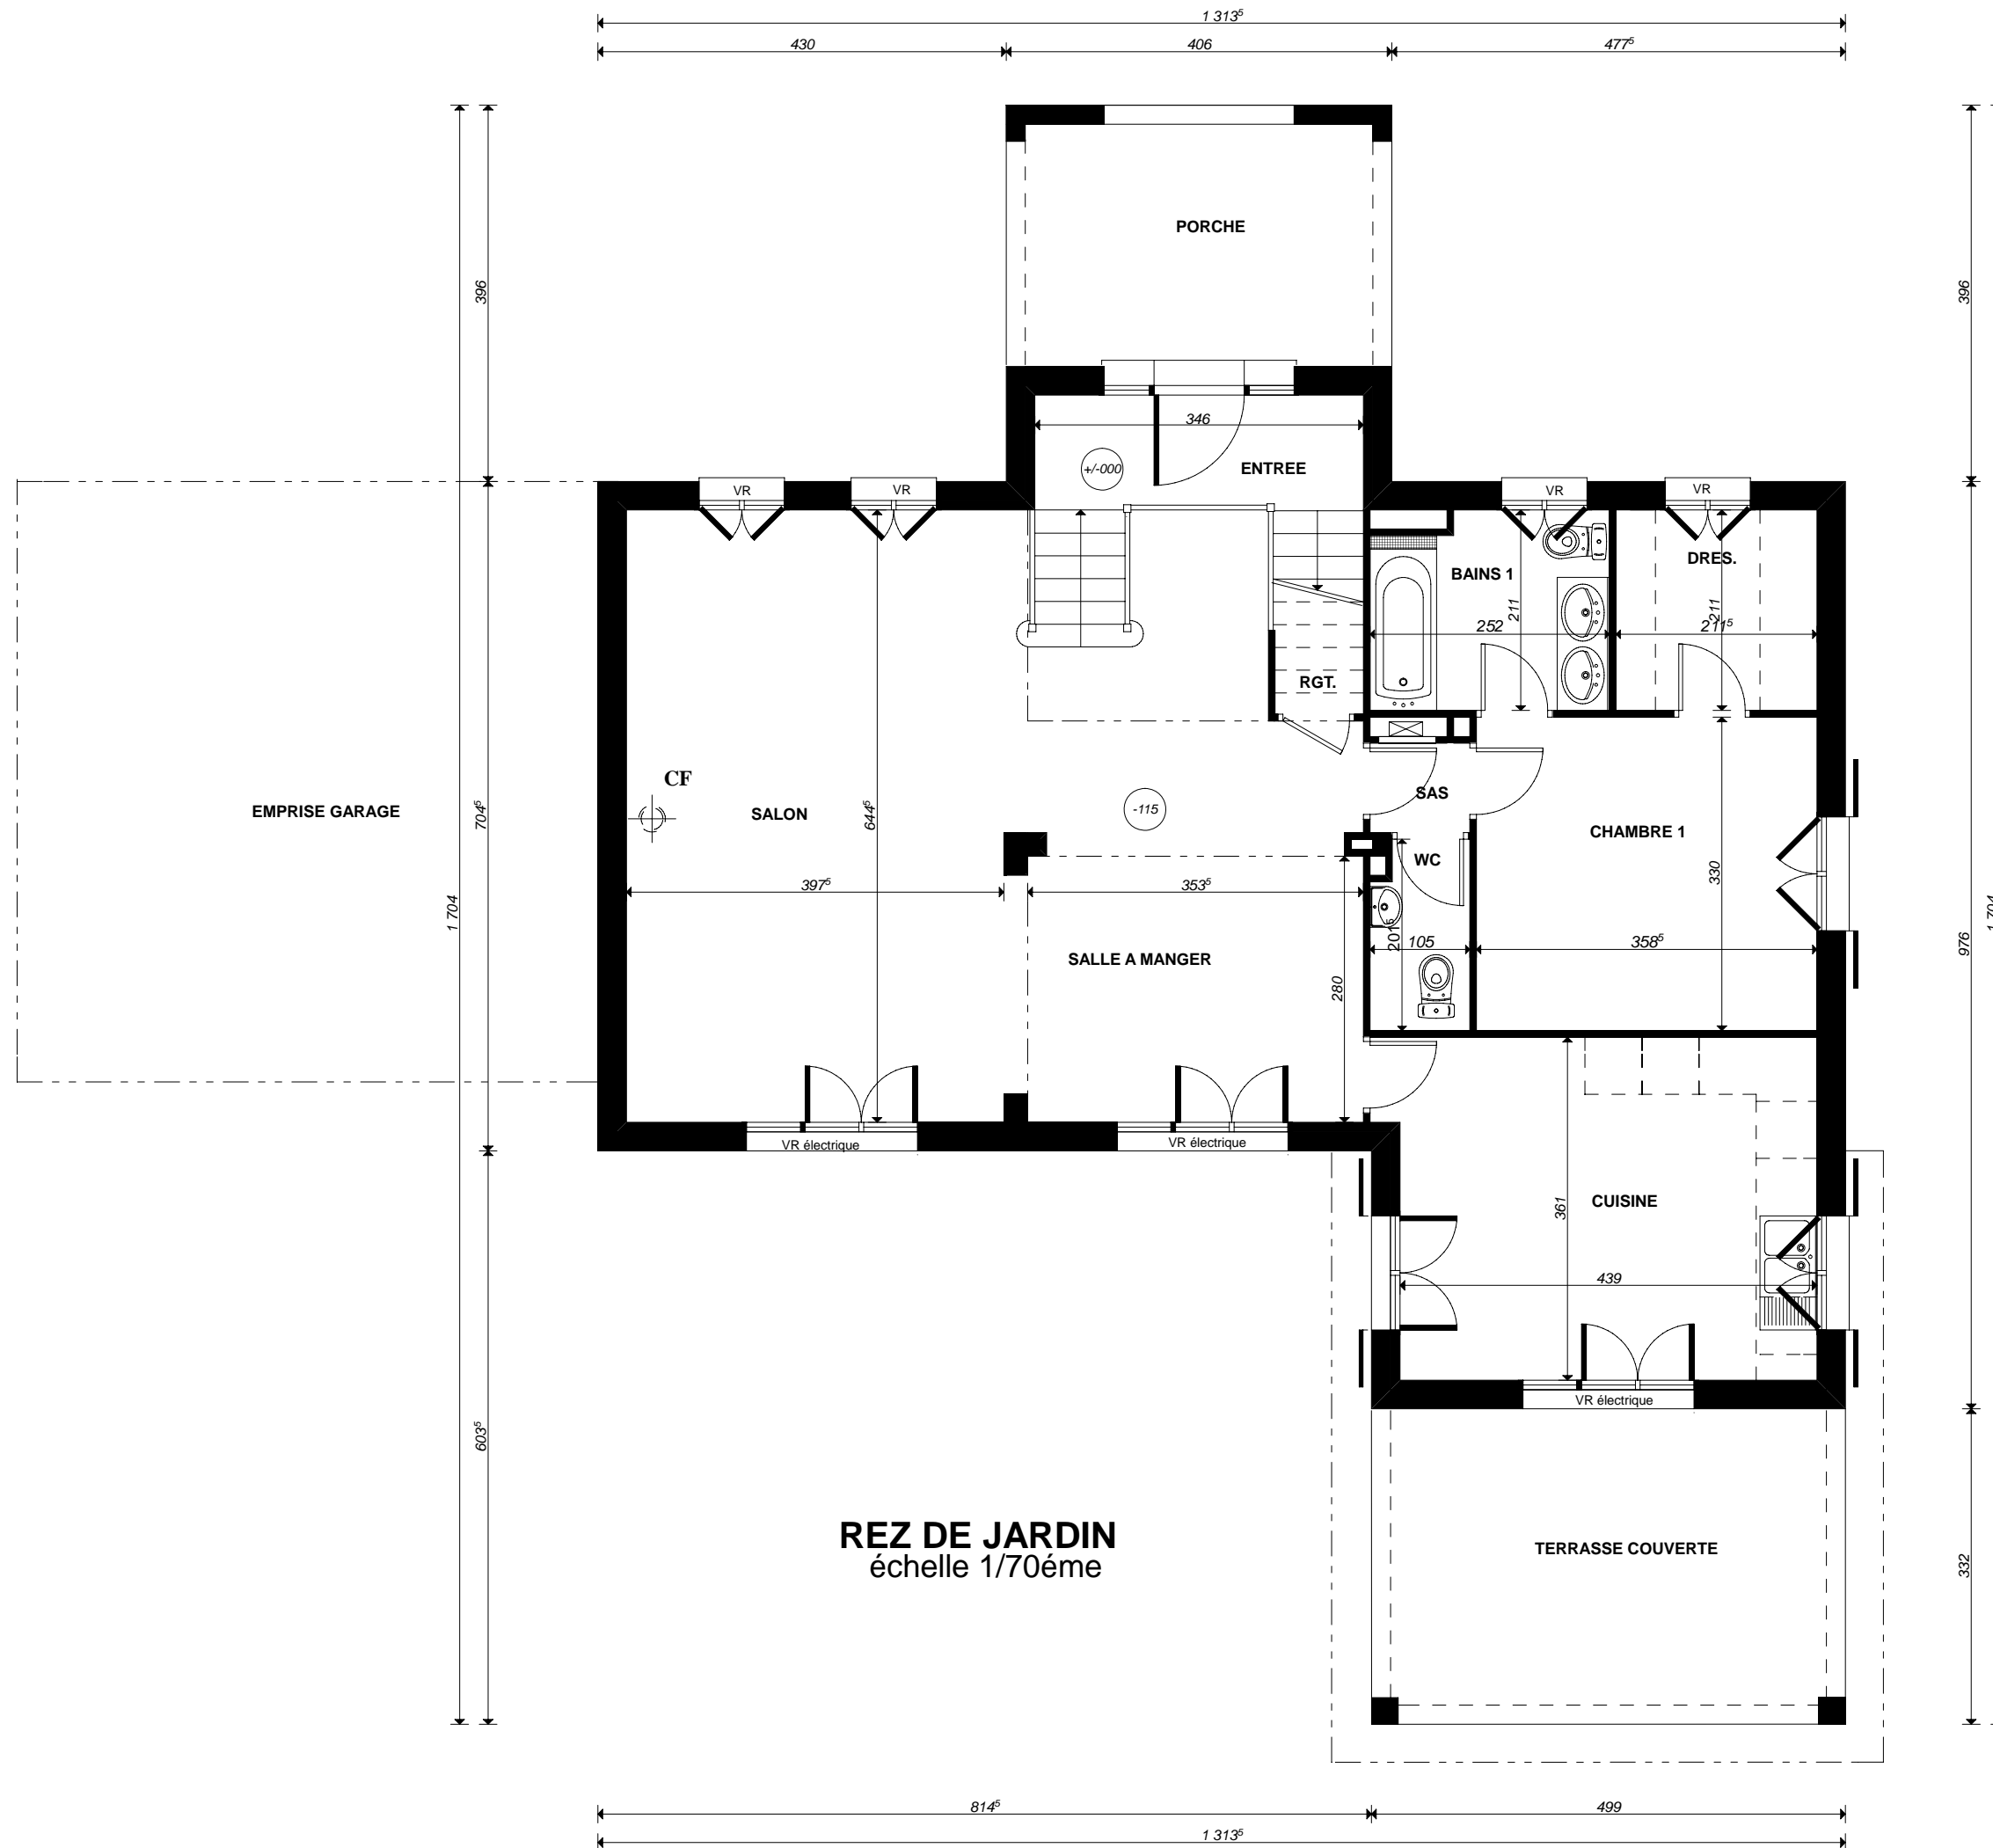 1 313⁵
430 406 477⁵
PORCHE
396
396
346
+/-000
ENTREE
VR
VR
VR
VR
BAINS 1
DRES.
211
211
252
211⁵
RGT.
CF
EMPRISE GARAGE
SALON
704⁵
644⁵
-115
SAS
CHAMBRE 1
WC
330
397⁵
353⁵
1 704
1 704
201⁵
105
358⁵
976
SALLE A MANGER
280
VR électrique
VR électrique
CUISINE
361
439
VR électrique
603⁵
REZ DE JARDIN
échelle 1/70éme
TERRASSE COUVERTE
332
814⁵ 499
1 313⁵